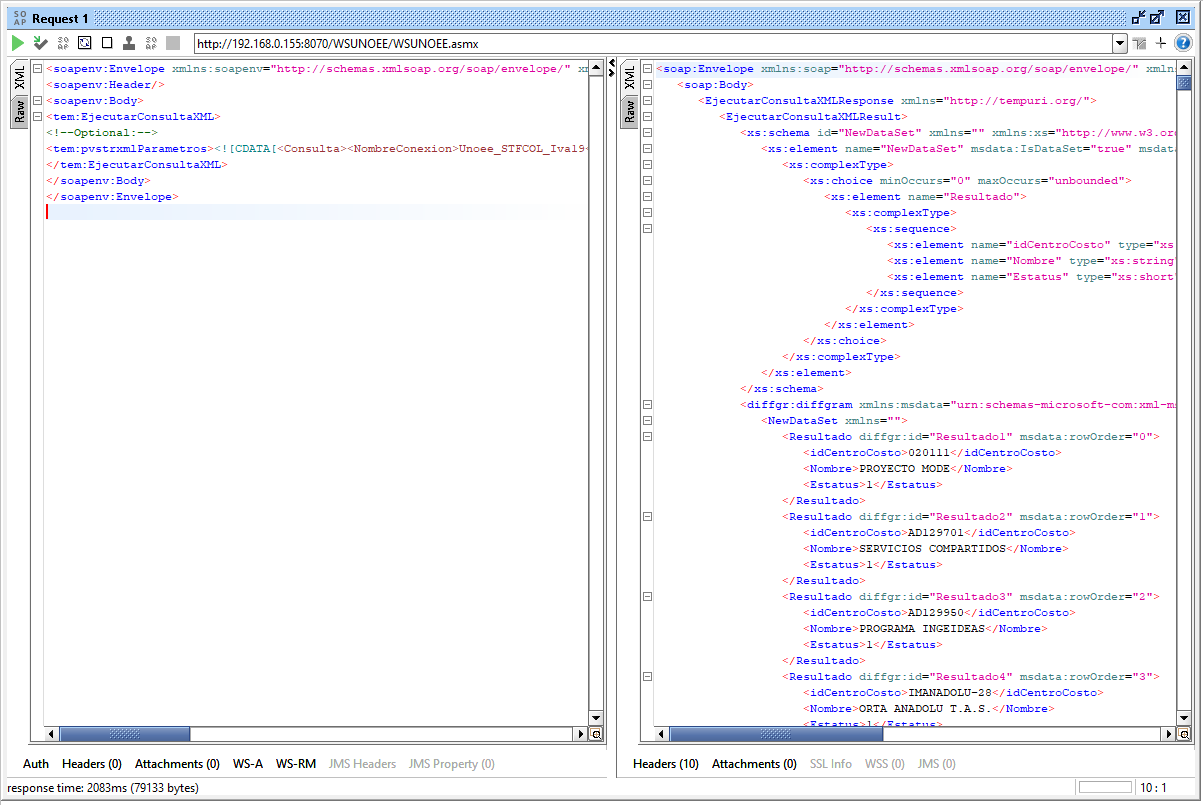 SO
AP
Request 1
SO
AP
SO
AP
http://192.168.0.155:8070/WSUNOEE/WSUNOEE.asmx
XML
Raw
<soapenv:Envelope xmlns:soapenv="http://schemas.xmlsoap.org/soap/envelope/" xm
<soapenv:Header/>
<soapenv:Body>
<tem:EjecutarConsultaXML>
<!--Optional:-->
<tem:pvstrxmlParametros><![CDATA[<Consulta><NombreConexion>Unoee_STFCOL_Ival9<
</tem:EjecutarConsultaXML>
</soapenv:Body>
</soapenv:Envelope>
XML
Raw
<soap:Envelope xmlns:soap="http://schemas.xmlsoap.org/soap/envelope/" xmlns
<soap:Body>
<EjecutarConsultaXMLResponse xmlns="http://tempuri.org/">
<EjecutarConsultaXMLResult>
<xs:schema id="NewDataSet" xmlns="" xmlns:xs="http://www.w3.or
<xs:element name="NewDataSet" msdata:IsDataSet="true" msdat
<xs:complexType>
<xs:choice minOccurs="0" maxOccurs="unbounded">
<xs:element name="Resultado">
<xs:complexType>
<xs:sequence>
<xs:element name="idCentroCosto" type="xs
<xs:element name="Nombre" type="xs:string"
<xs:element name="Estatus" type="xs:short"
</xs:sequence>
</xs:complexType>
</xs:element>
</xs:choice>
</xs:complexType>
</xs:element>
</xs:schema>
<diffgr:diffgram xmlns:msdata="urn:schemas-microsoft-com:xml-ms
<NewDataSet xmlns="">
<Resultado diffgr:id="Resultado1" msdata:rowOrder="0">
<idCentroCosto>020111</idCentroCosto>
<Nombre>PROYECTO MODE</Nombre>
<Estatus>1</Estatus>
</Resultado>
<Resultado diffgr:id="Resultado2" msdata:rowOrder="1">
<idCentroCosto>AD129701</idCentroCosto>
<Nombre>SERVICIOS COMPARTIDOS</Nombre>
<Estatus>1</Estatus>
</Resultado>
<Resultado diffgr:id="Resultado3" msdata:rowOrder="2">
<idCentroCosto>AD129950</idCentroCosto>
<Nombre>PROGRAMA INGEIDEAS</Nombre>
<Estatus>1</Estatus>
</Resultado>
<Resultado diffgr:id="Resultado4" msdata:rowOrder="3">
<idCentroCosto>IMANADOLU-28</idCentroCosto>
<Nombre>ORTA ANADOLU T.A.S.</Nombre>
<Estatus>1</Estatus>
Auth Headers (0) Attachments (0) WS-A WS-RM JMS Headers JMS Property (0)
Headers (10) Attachments (0) SSL Info WSS (0) JMS (0)
response time: 2083ms (79133 bytes)
10 : 1